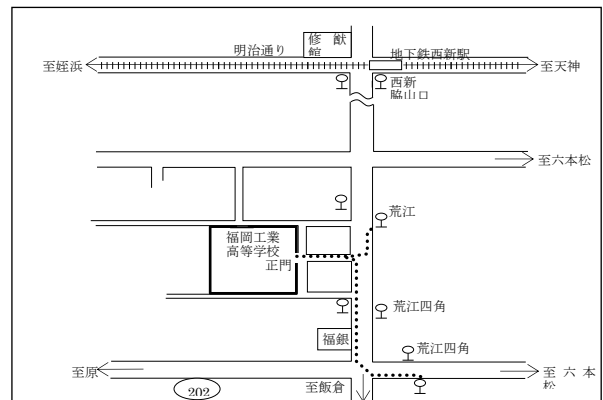 修 猷
館
明治通り
地下鉄西新駅
至姪浜
至天神
西新
脇山口
至六本松
荒江
福岡工業
高等学校
正門
荒江四角
福銀
荒江四角
至原
至 六 本
松
至飯倉
202